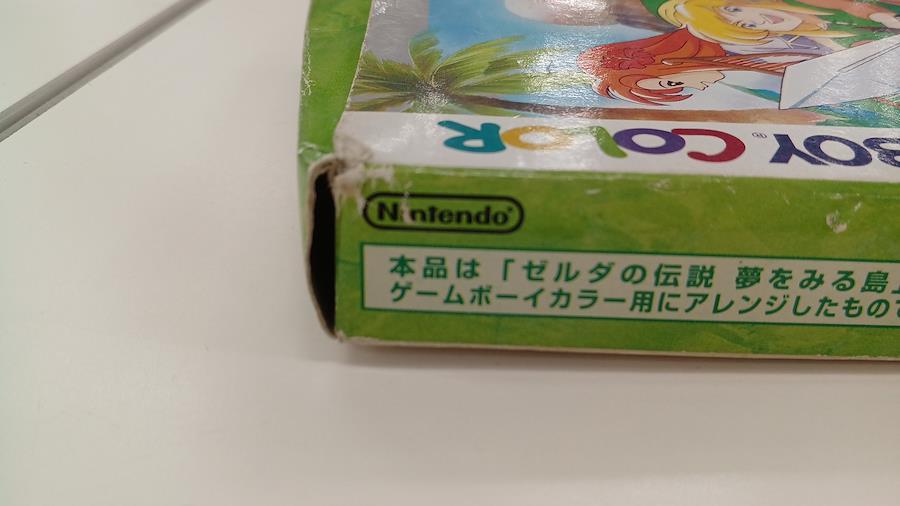 BOY COLOR
Nintendo
本品は「ゼルダの伝説 夢をみる島」
ゲームボーイカラー用にアレンジしたもので